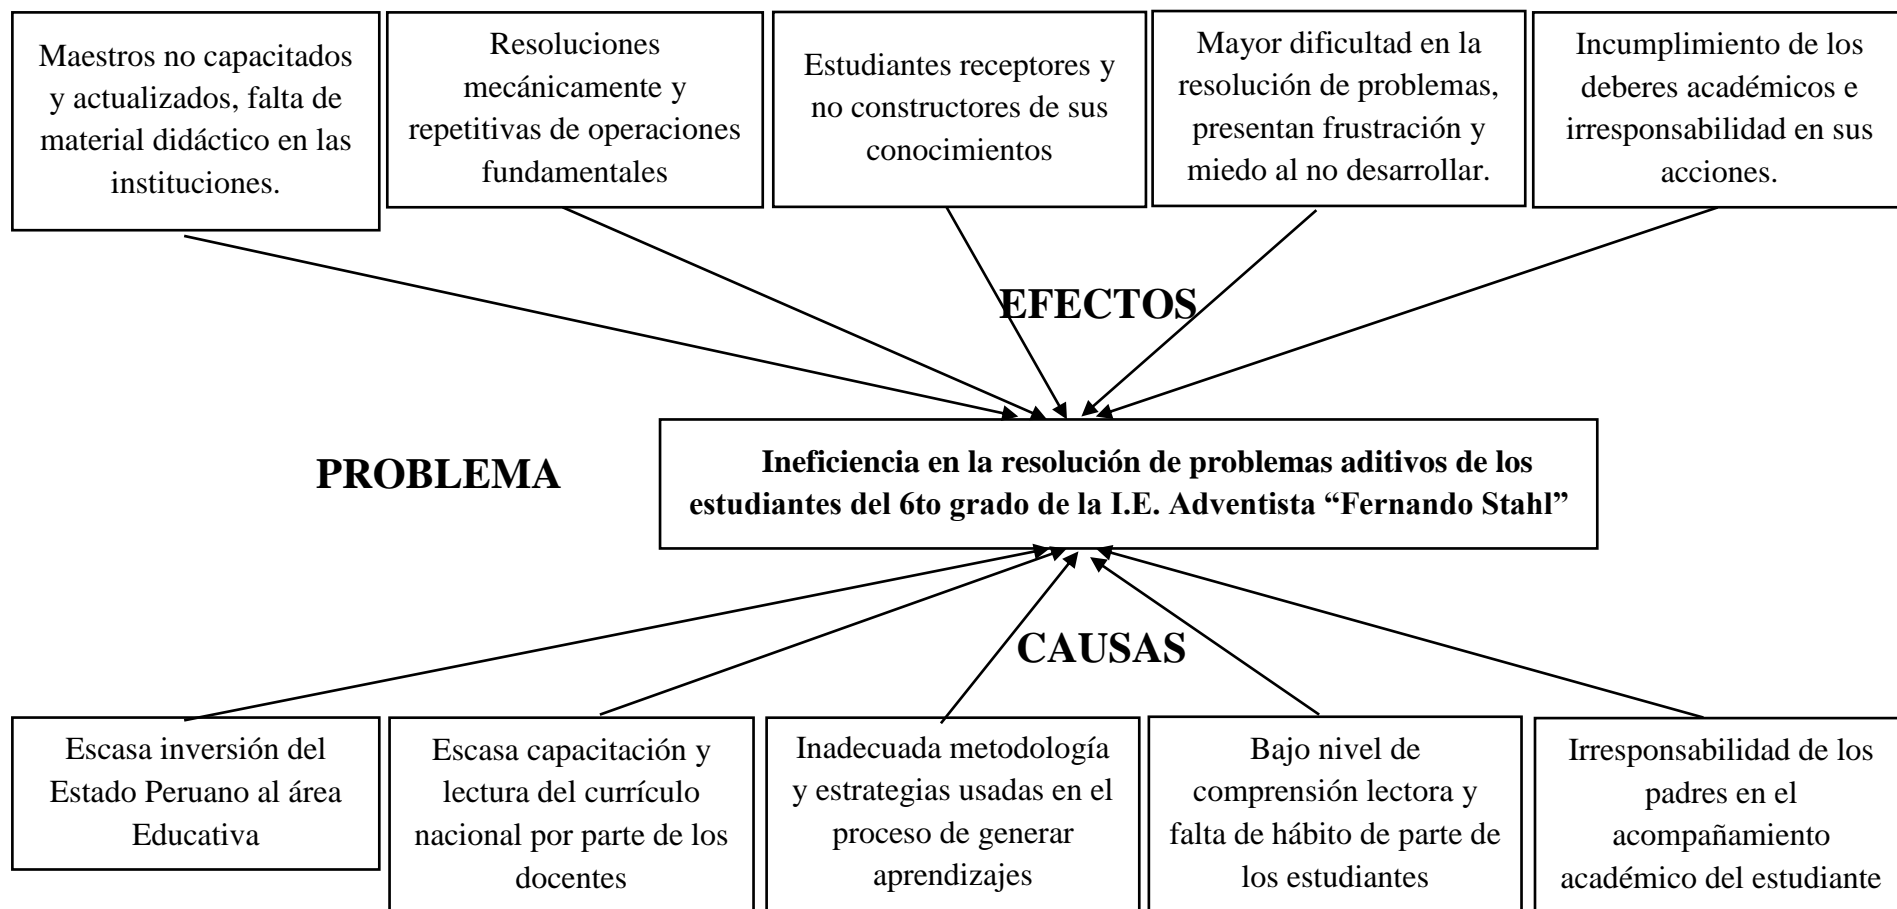 Maestros no capacitados
y actualizados, falta de
material didáctico en las
instituciones.
Resoluciones
mecánicamente y
repetitivas de operaciones
fundamentales
Estudiantes receptores y
no constructores de sus
conocimientos
Mayor dificultad en la
resolución de problemas,
presentan frustración y
miedo al no desarrollar.
Incumplimiento de los
deberes académicos e
irresponsabilidad en sus
acciones.
EFECTOS
PROBLEMA
Ineficiencia en la resolución de problemas aditivos de los
estudiantes del 6to grado de la I.E. Adventista “Fernando Stahl”
CAUSAS
Escasa inversión del
Estado Peruano al área
Educativa
Escasa capacitación y
lectura del currículo
nacional por parte de los
docentes
Inadecuada metodología
y estrategias usadas en el
proceso de generar
aprendizajes
Bajo nivel de
comprensión lectora y
falta de hábito de parte de
los estudiantes
Irresponsabilidad de los
padres en el
acompañamiento
académico del estudiante